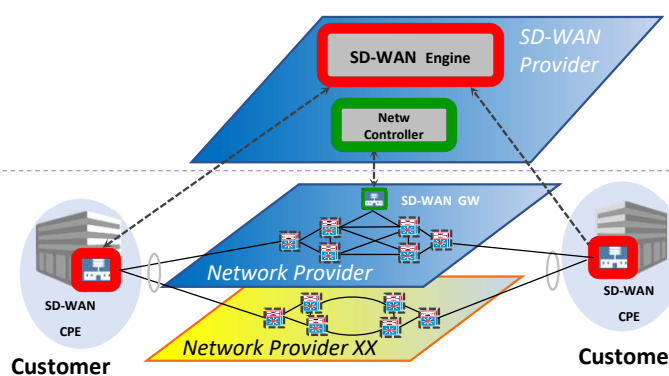 SD-WAN
Provider
SD-WAN Engine
Netw
Controller
SD-WAN GW
Network Provider
SD-WAN
CPE
SD-WAN
CPE
Network Provider XX
Customer
Custome